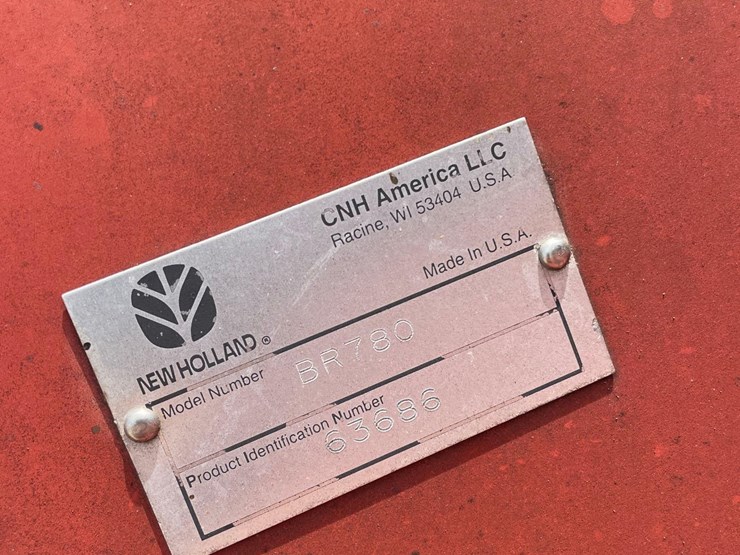 CNH America LLC
Racine, WI 53404 U.S.A
Made In U.S.A.
NEW HOLLAND ®
Model Number BR780
Product Identification Number
63686